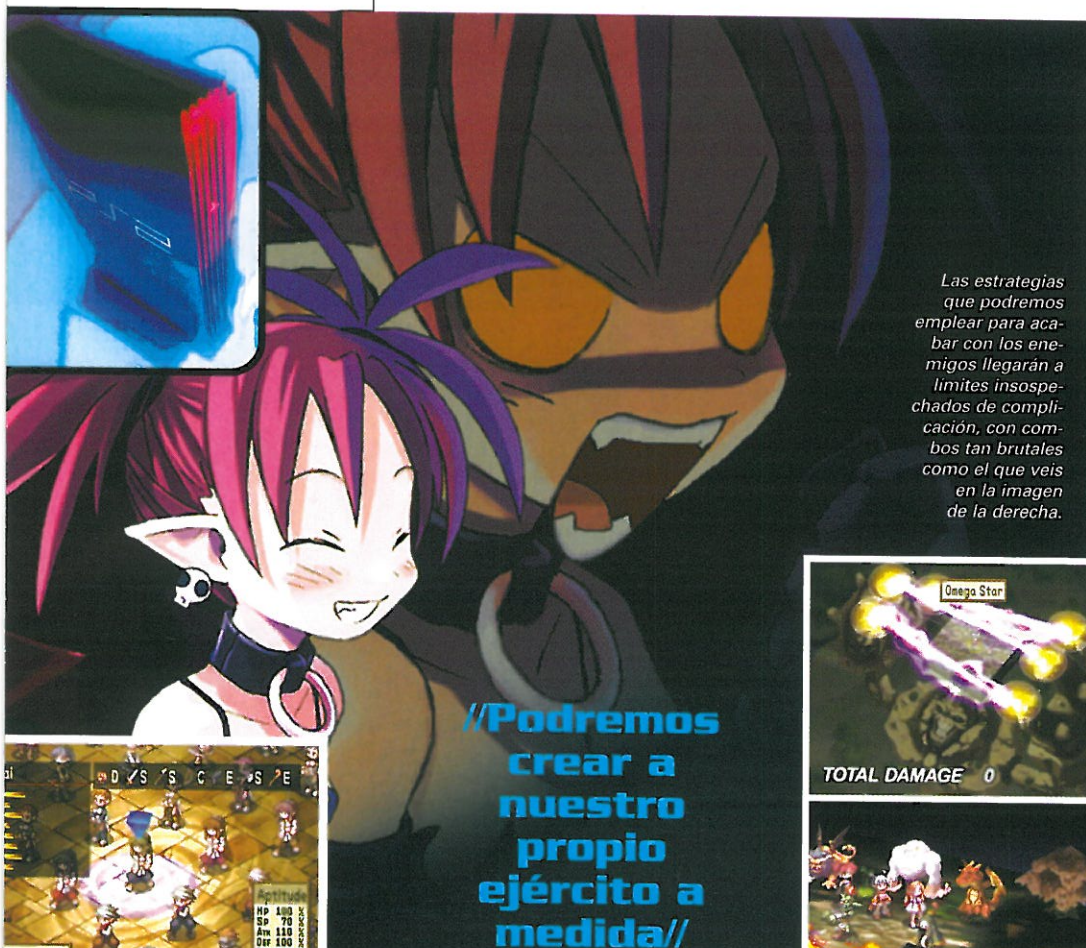 Las estrategias
que podremos
emplear para aca-
bar con los ene-
migos llegarán a
límites insospe-
chados de compli-
cación, con com-
bos tan brutales
como el que veis
en la imagen
de la derecha.
Omega Star
TOTAL DAMAGE 0
//Podremos
crear a
nuestro
propio
ejército a
medida//
D S S C E S E
Aptitude
HP 100 %
SP 70 %
ATK 110 %
DEF 100 %